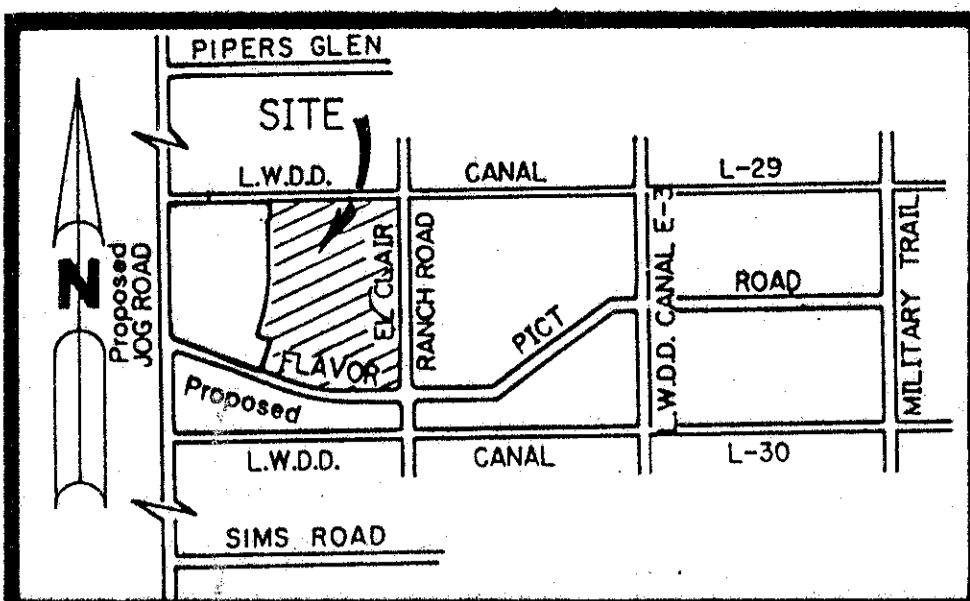 PIPERS GLEN
SITE
L.W.D.D. CANAL L-29
N
Proposed
JOG ROAD
EL CLAIR
RANCH ROAD
L.W.D.D. CANAL E-3
MILITARY TRAIL
Proposed
FLAVOR PICT ROAD
L.W.D.D. CANAL L-30
SIMS ROAD